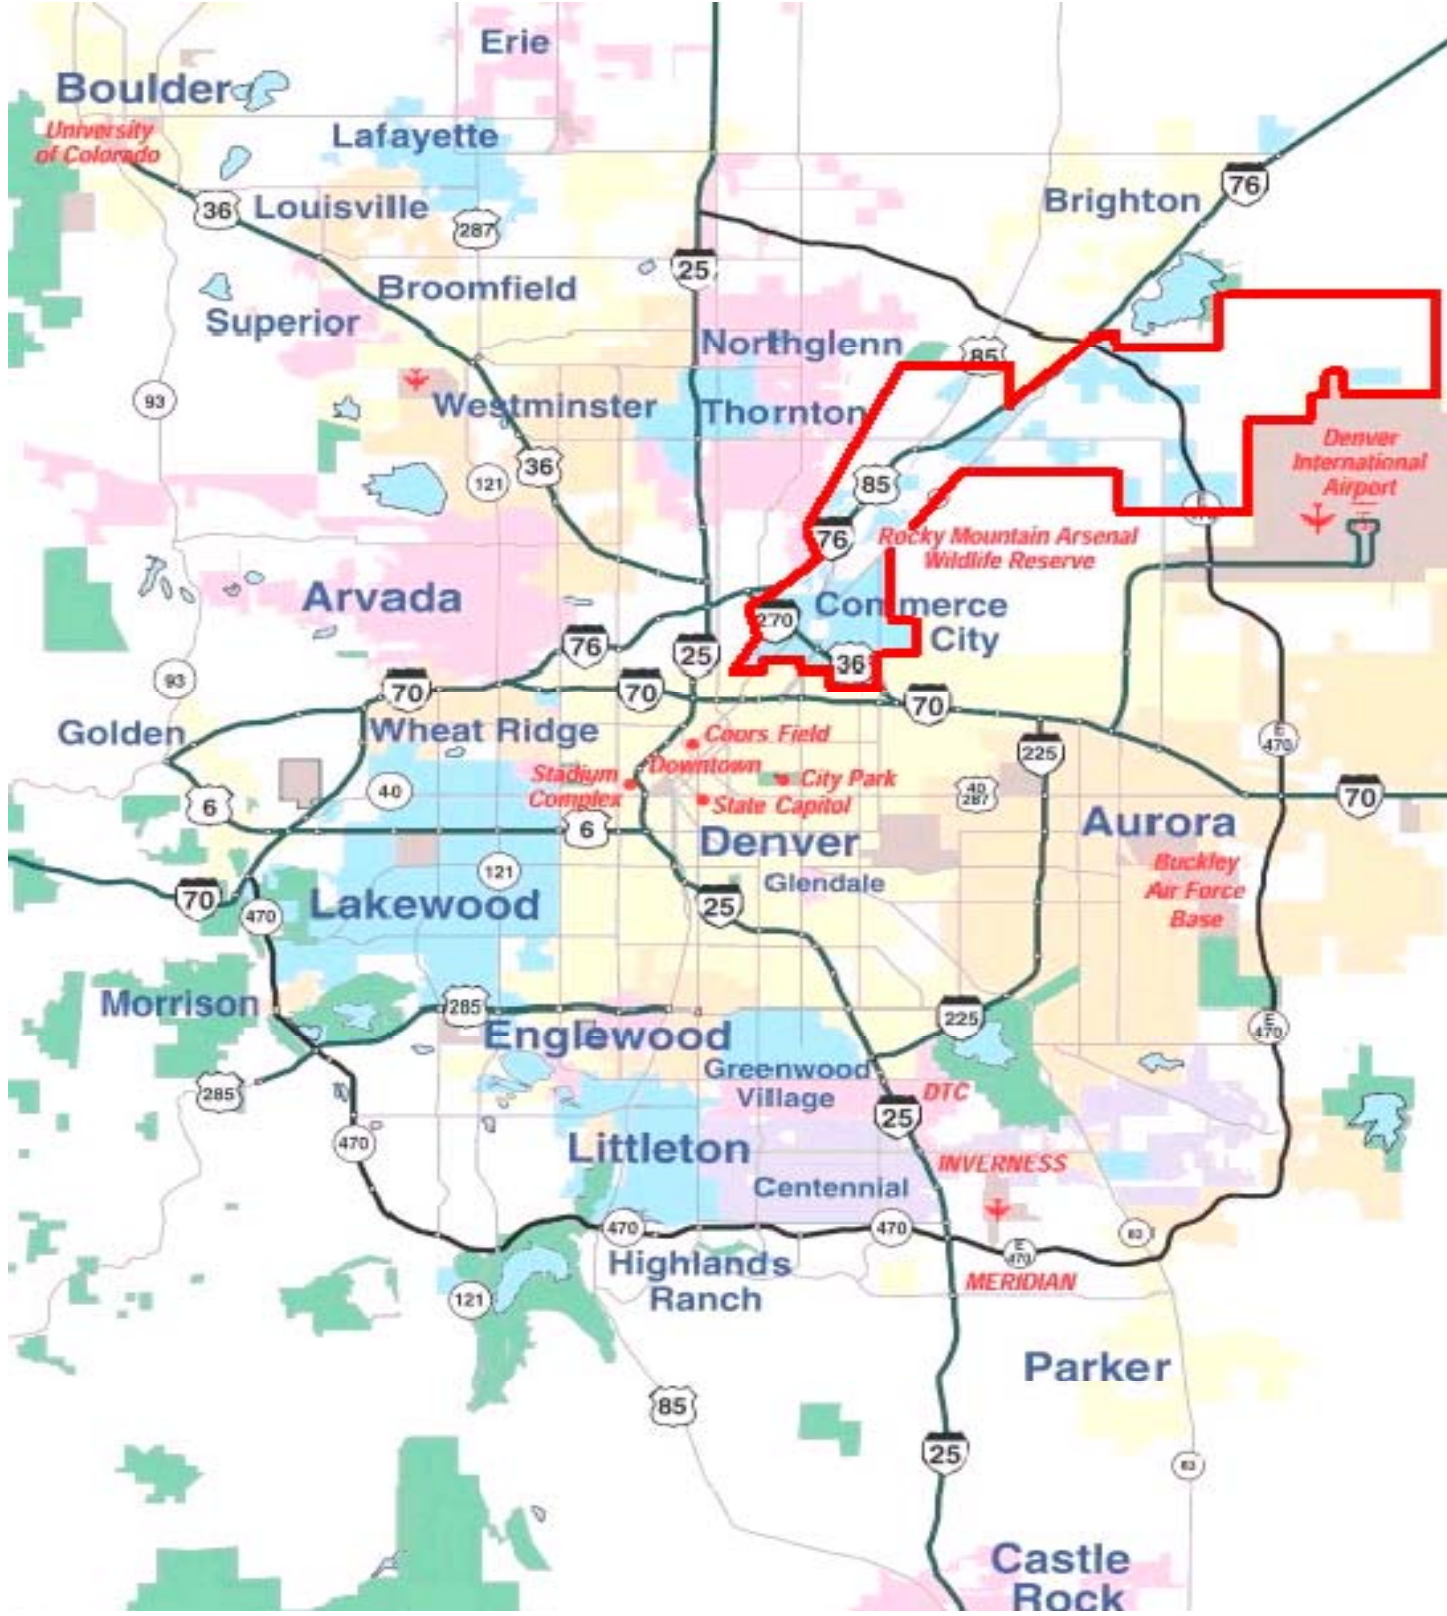 Erie
Boulder
University
of Colorado
Lafayette
76
36
Louisville
Brighton
287
25
Broomfield
Superior
Northglenn
85
93
Westminster
Thornton
36
121
85
Denver
International
Airport
76
Rocky Mountain Arsenal
Wildlife Reserve
Arvada
270
Commerce
City
76
25
36
93
70
70
70
Golden
Wheat Ridge
Coors Field
E
470
225
Downtown
Stadium
Complex
City Park
6
40
State Capitol
40
287
70
6
Denver
Aurora
121
Glendale
Buckley
Air Force
Base
70
470
Lakewood
25
Morrison
285
225
E
470
Englewood
Greenwood
Village
285
DTC
25
470
Littleton
INVERNESS
Centennial
470
470
83
E
470
Highlands
Ranch
MERIDIAN
121
Parker
85
25
83
Castle
Rock